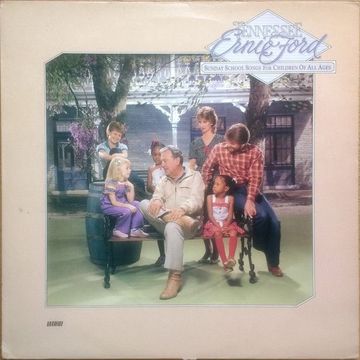 TENNESSEE
Ernie Ford
SUNDAY SCHOOL SONGS FOR CHILDREN OF ALL AGES